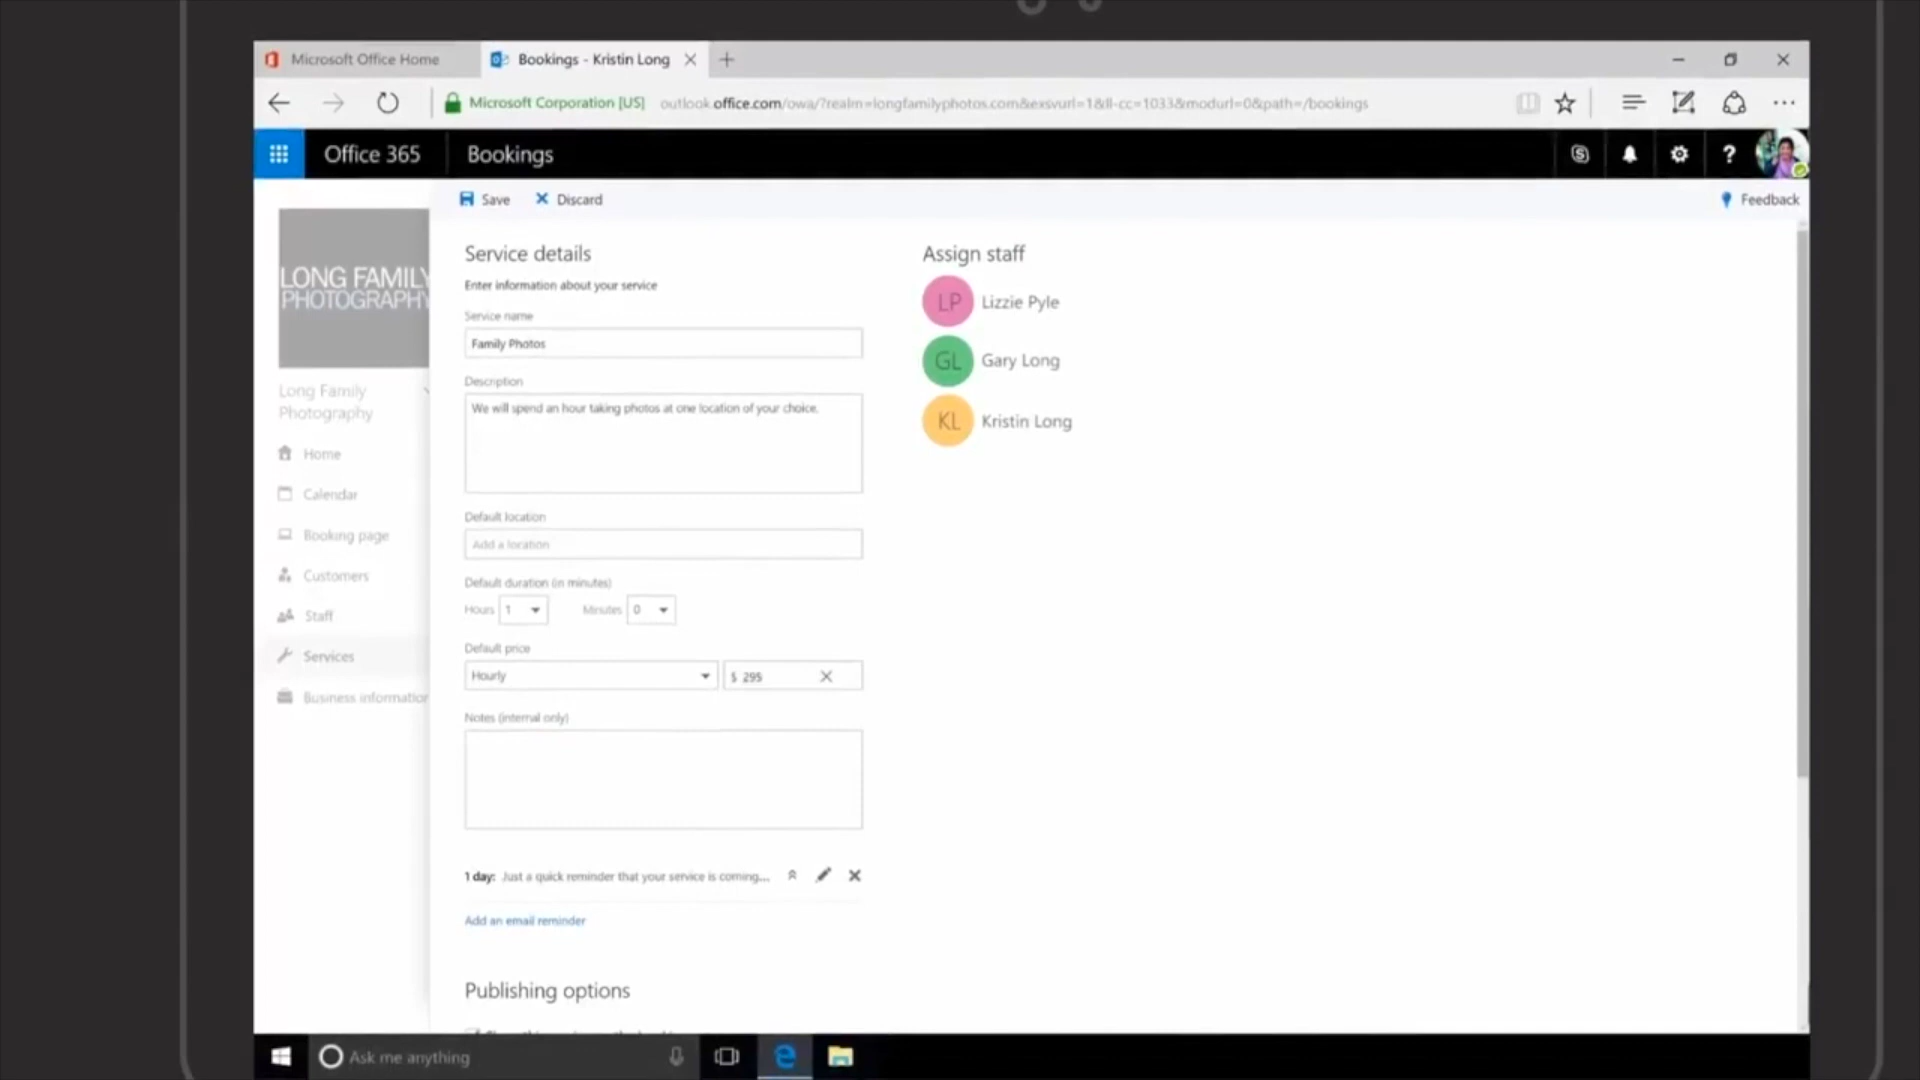 Microsoft Office Home
Bookings - Kristin Long
Microsoft Corporation [US]
outlook.office.com/owa/?realm=longfamilyphotos.com&exsvurl=1&ll-cc=1033&modurl=0&path=/bookings
Office 365
Bookings
Save
Discard
Feedback
LONG FAMILY
PHOTOGRAPHY
Long Family
Photography
Home
Calendar
Booking page
Customers
Staff
Services
Business information
Service details
Enter information about your service
Service name
Family Photos
Description
We will spend an hour taking photos at one location of your choice.
Default location
Add a location
Default duration (in minutes)
Hours 1 Minutes 0
Default price
Hourly $ 295
Notes (internal only)
1 day: Just a quick reminder that your service is coming...
Add an email reminder
Publishing options
Assign staff
LP Lizzie Pyle
GL Gary Long
KL Kristin Long
Ask me anything